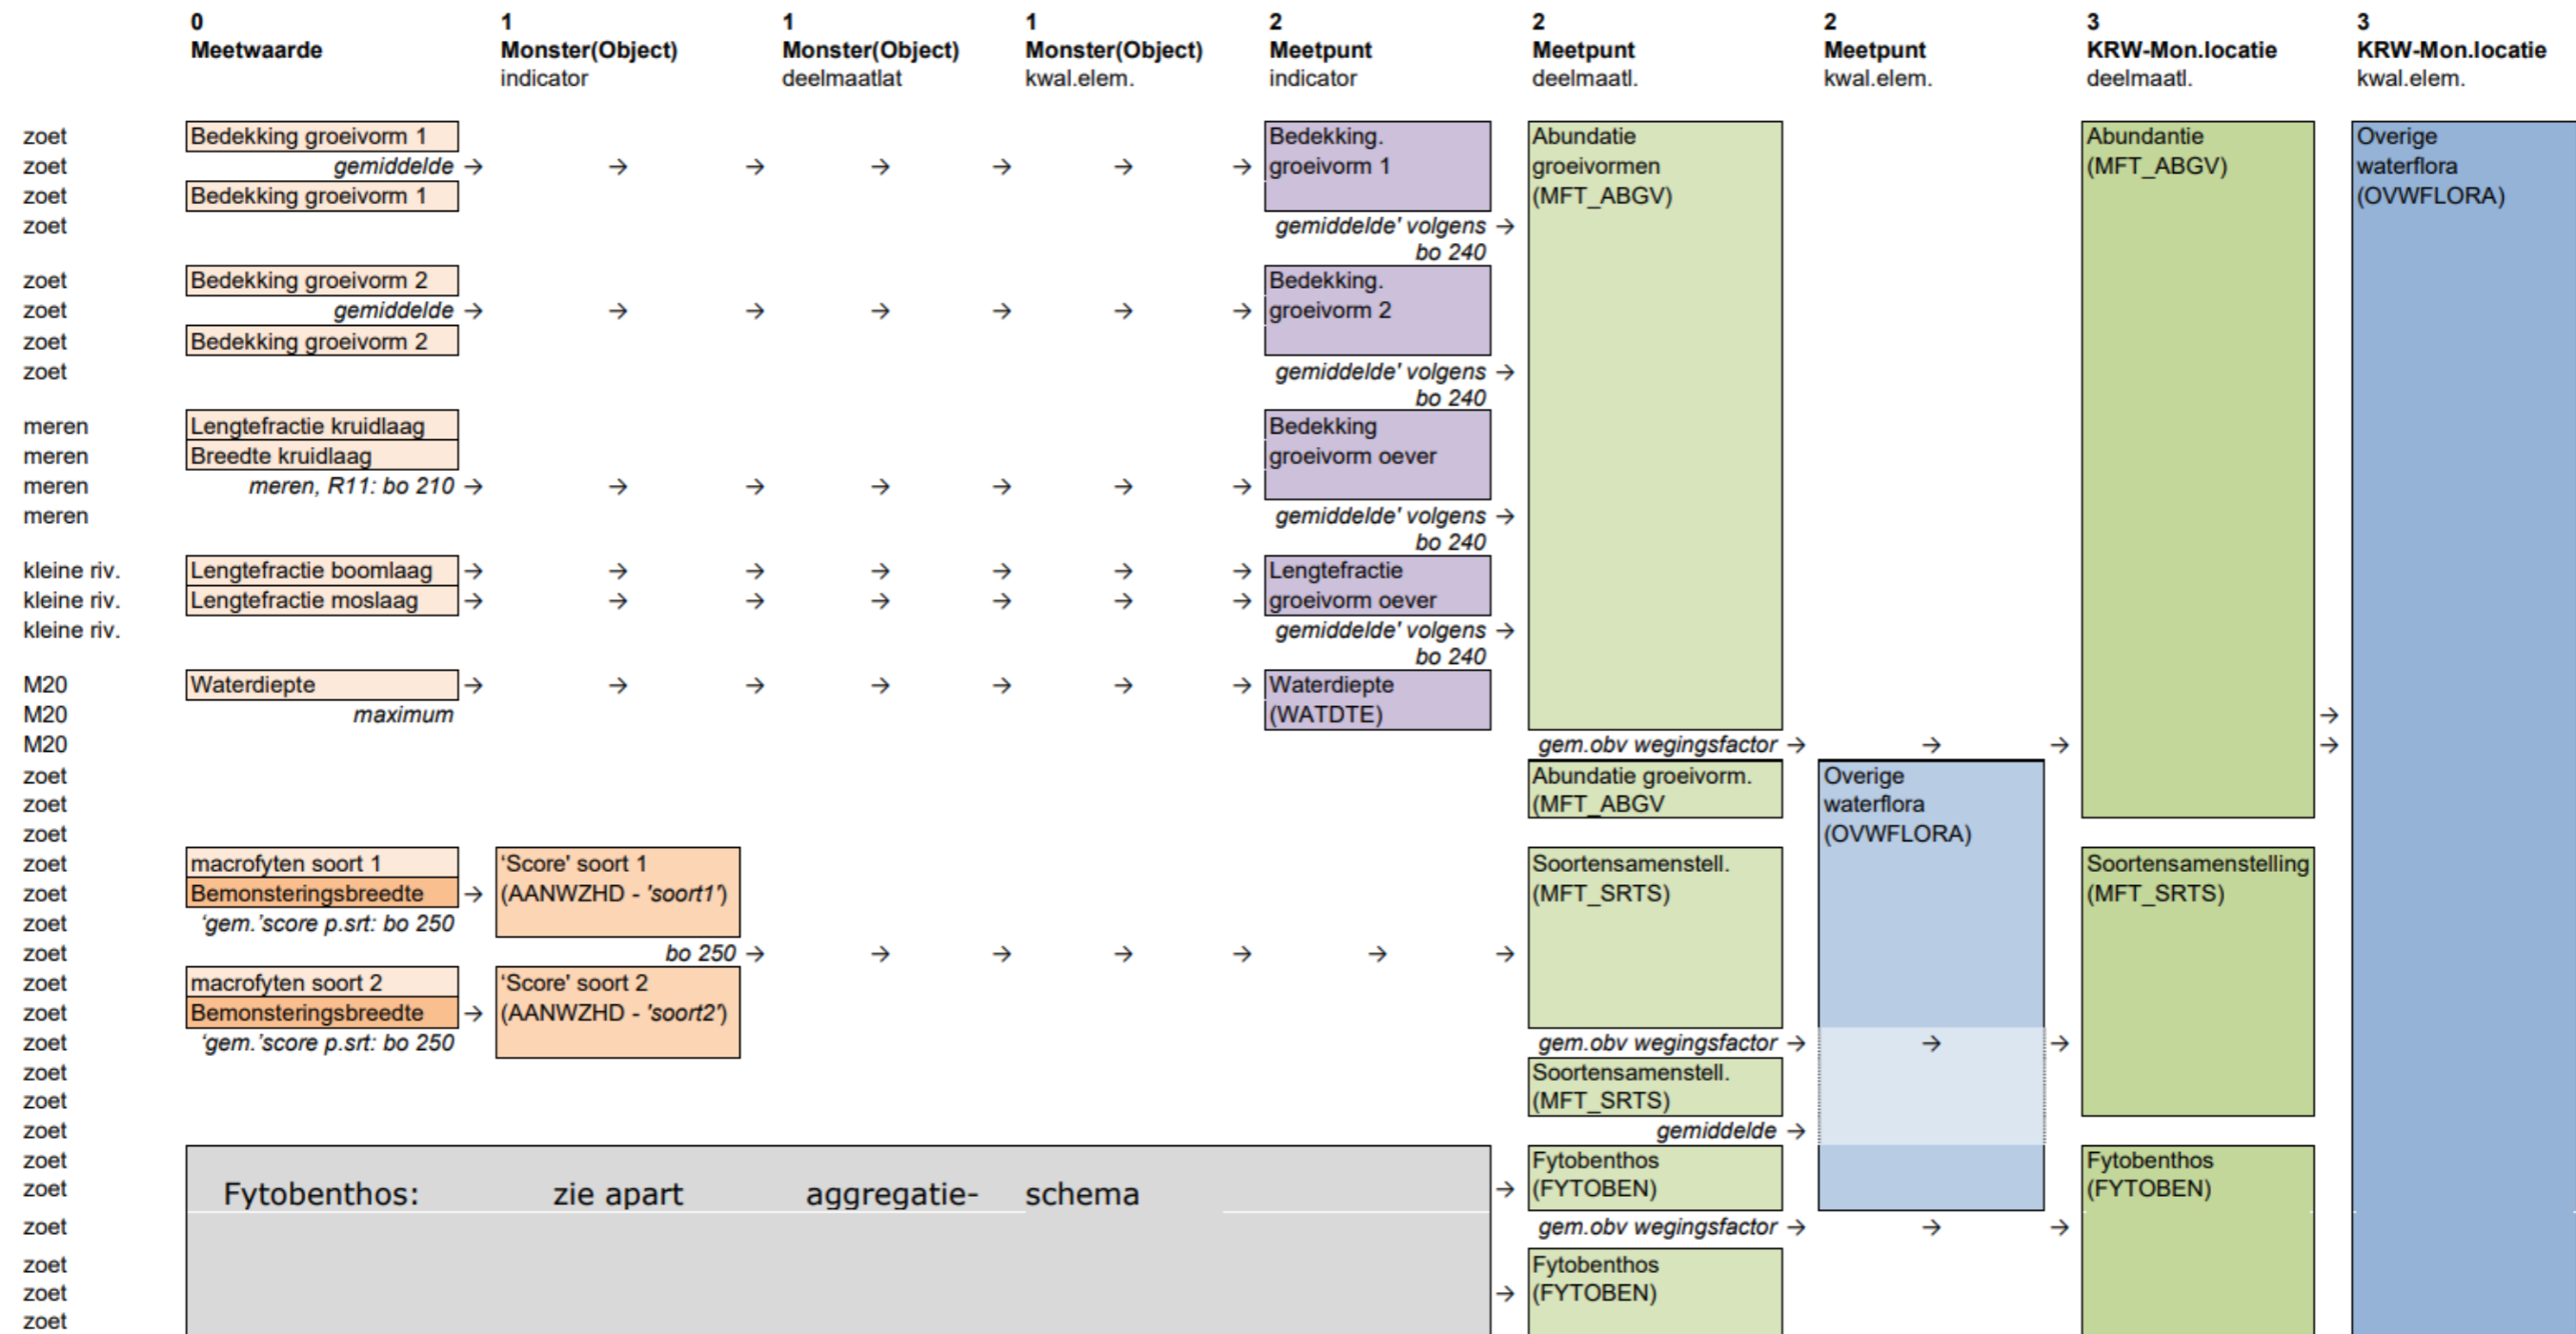 0 1 1 1 2 2 2 3 3
Meetwaarde Monster(Object) Monster(Object) Monster(Object) Meetpunt Meetpunt Meetpunt KRW-Mon.locatie KRW-Mon.locatie
indicator deelmaatlat kwal.elem. indicator deelmaatl. kwal.elem. deelmaatl. kwal.elem.
zoet Bedekking groeivorm 1 Bedekking. Abundatie Abundantie Overige
zoet gemiddelde → → → → → → → groeivorm 1 groeivormen (MFT_ABGV) waterflora
zoet Bedekking groeivorm 1 (MFT_ABGV) (OVWFLORA)
zoet gemiddelde' volgens →
bo 240
zoet Bedekking groeivorm 2 Bedekking.
zoet gemiddelde → → → → → → → groeivorm 2
zoet Bedekking groeivorm 2
zoet gemiddelde' volgens →
bo 240
meren Lengtefractie kruidlaag Bedekking
meren Breedte kruidlaag groeivorm oever
meren meren, R11: bo 210 → → → → → → →
meren gemiddelde' volgens →
bo 240
kleine riv. Lengtefractie boomlaag → → → → → → → Lengtefractie
kleine riv. Lengtefractie moslaag → → → → → → → groeivorm oever
kleine riv. gemiddelde' volgens →
bo 240
M20 Waterdiepte → → → → → → → Waterdiepte
M20 maximum (WATDTE) →
M20 gem.obv wegingsfactor → → → →
zoet Abundatie groeivorm. Overige
zoet (MFT_ABGV waterflora
zoet (OVWFLORA)
zoet macrofyten soort 1 ‘Score' soort 1 Soortensamenstell. Soortensamenstelling
zoet Bemonsteringsbreedte → (AANWZHD - 'soort1') (MFT_SRTS) (MFT_SRTS)
zoet ‘gem.’score p.srt: bo 250
zoet bo 250 → → → → → → →
zoet macrofyten soort 2 ‘Score' soort 2
zoet Bemonsteringsbreedte → (AANWZHD - 'soort2')
zoet ‘gem.’score p.srt: bo 250 gem.obv wegingsfactor → → →
zoet Soortensamenstell.
zoet (MFT_SRTS)
zoet gemiddelde →
zoet Fytobenthos Fytobenthos
zoet Fytobenthos: zie apart aggregatie- schema → (FYTOBEN) (FYTOBEN)
zoet gem.obv wegingsfactor → → →
zoet Fytobenthos
zoet → (FYTOBEN)
zoet